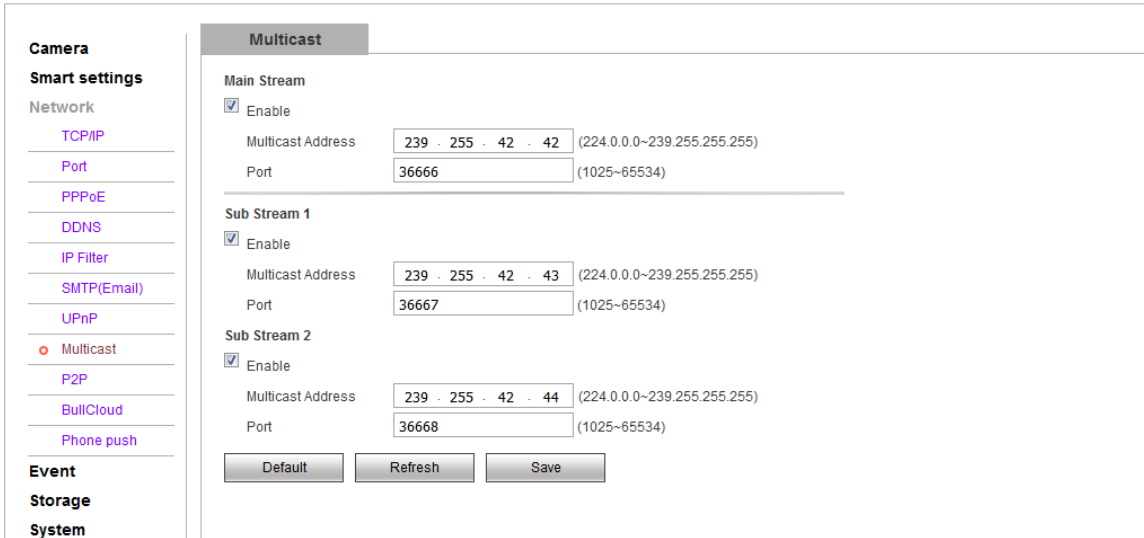 Camera
Smart settings
Network
TCP/IP
Port
PPPoE
DDNS
IP Filter
SMTP(Email)
UPnP
Multicast
P2P
BullCloud
Phone push
Event
Storage
System
Multicast
Main Stream
Enable
Multicast Address 239 . 255 . 42 . 42 (224.0.0.0~239.255.255.255)
Port 36666 (1025~65534)
Sub Stream 1
Enable
Multicast Address 239 . 255 . 42 . 43 (224.0.0.0~239.255.255.255)
Port 36667 (1025~65534)
Sub Stream 2
Enable
Multicast Address 239 . 255 . 42 . 44 (224.0.0.0~239.255.255.255)
Port 36668 (1025~65534)
Default Refresh Save